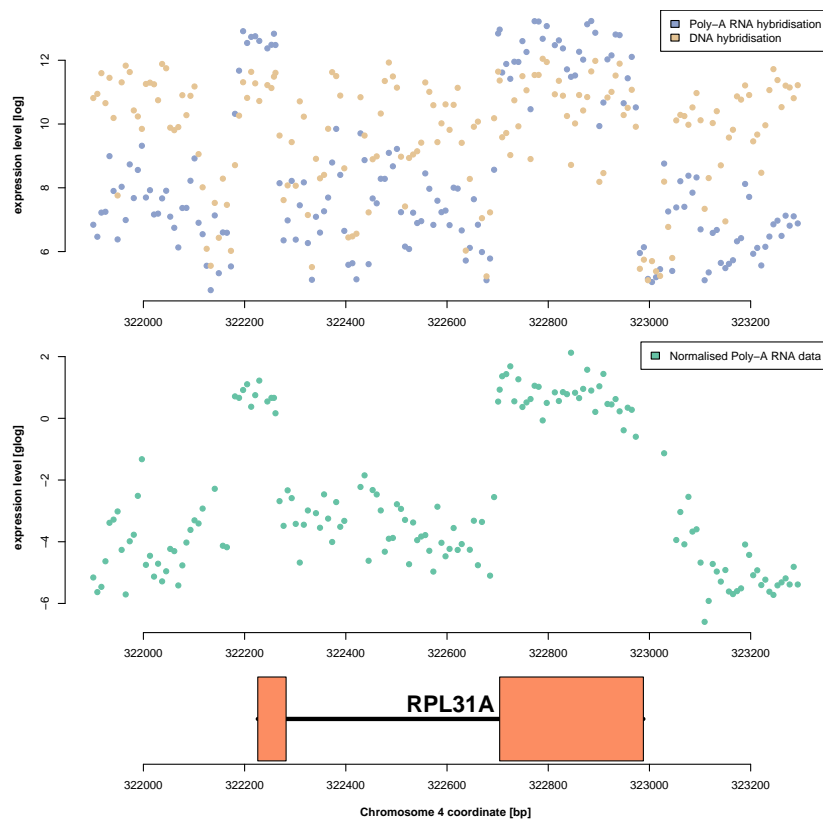 Poly-A RNA hybridisation
DNA hybridisation
expression level [log]
12
10
8
6
322000 322200 322400 322600 322800 323000 323200
Normalised Poly-A RNA data
expression level [glog]
2
0
−2
−4
−6
322000 322200 322400 322600 322800 323000 323200
RPL31A
322000 322200 322400 322600 322800 323000 323200
Chromosome 4 coordinate [bp]